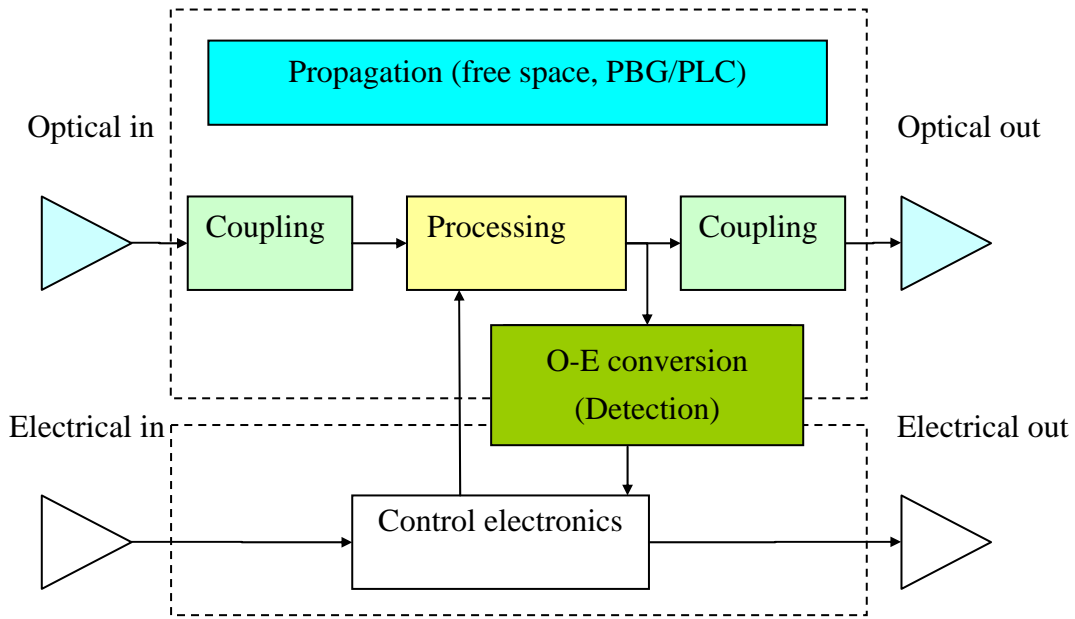 Propagation (free space, PBG/PLC)
Optical in
Optical out
Coupling
Processing
Coupling
O-E conversion
(Detection)
Electrical in
Electrical out
Control electronics